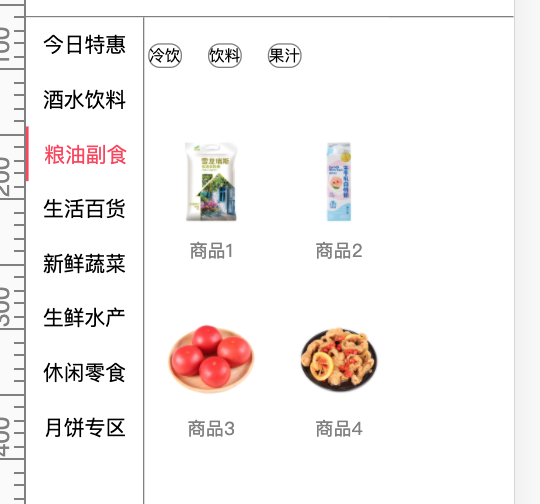 100
200
300
400
今日特惠
酒水饮料
粮油副食
生活百货
新鲜蔬菜
生鲜水产
休闲零食
月饼专区
冷饮
饮料
果汁
商品1
商品2
商品3
商品4